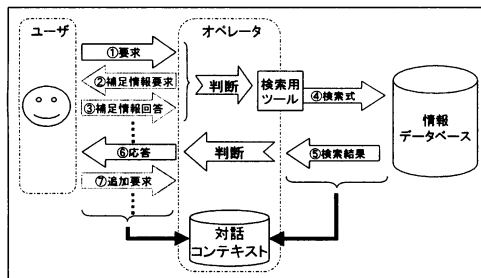 ユーザ
オペレータ
①要求
②補足情報要求
③補足情報回答
判断
検索用
ツール
④検索式
情報
データベース
⑥応答
判断
⑤検索結果
⑦追加要求
対話
コンテキスト